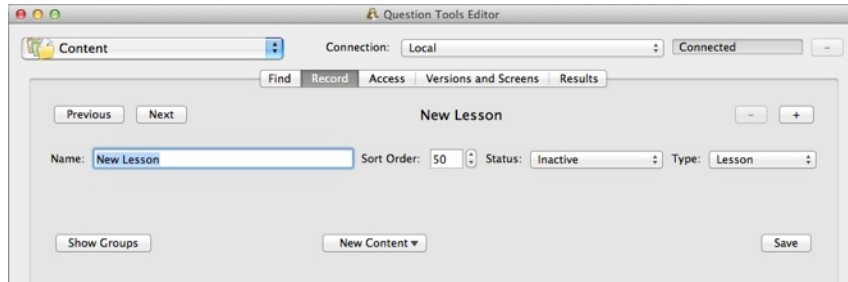 Question Tools Editor
Content Connection: Local Connected -
Find Record Access Versions and Screens Results
Previous Next New Lesson - +
Name: New Lesson Sort Order: 50 Status: Inactive Type: Lesson
Show Groups New Content Save